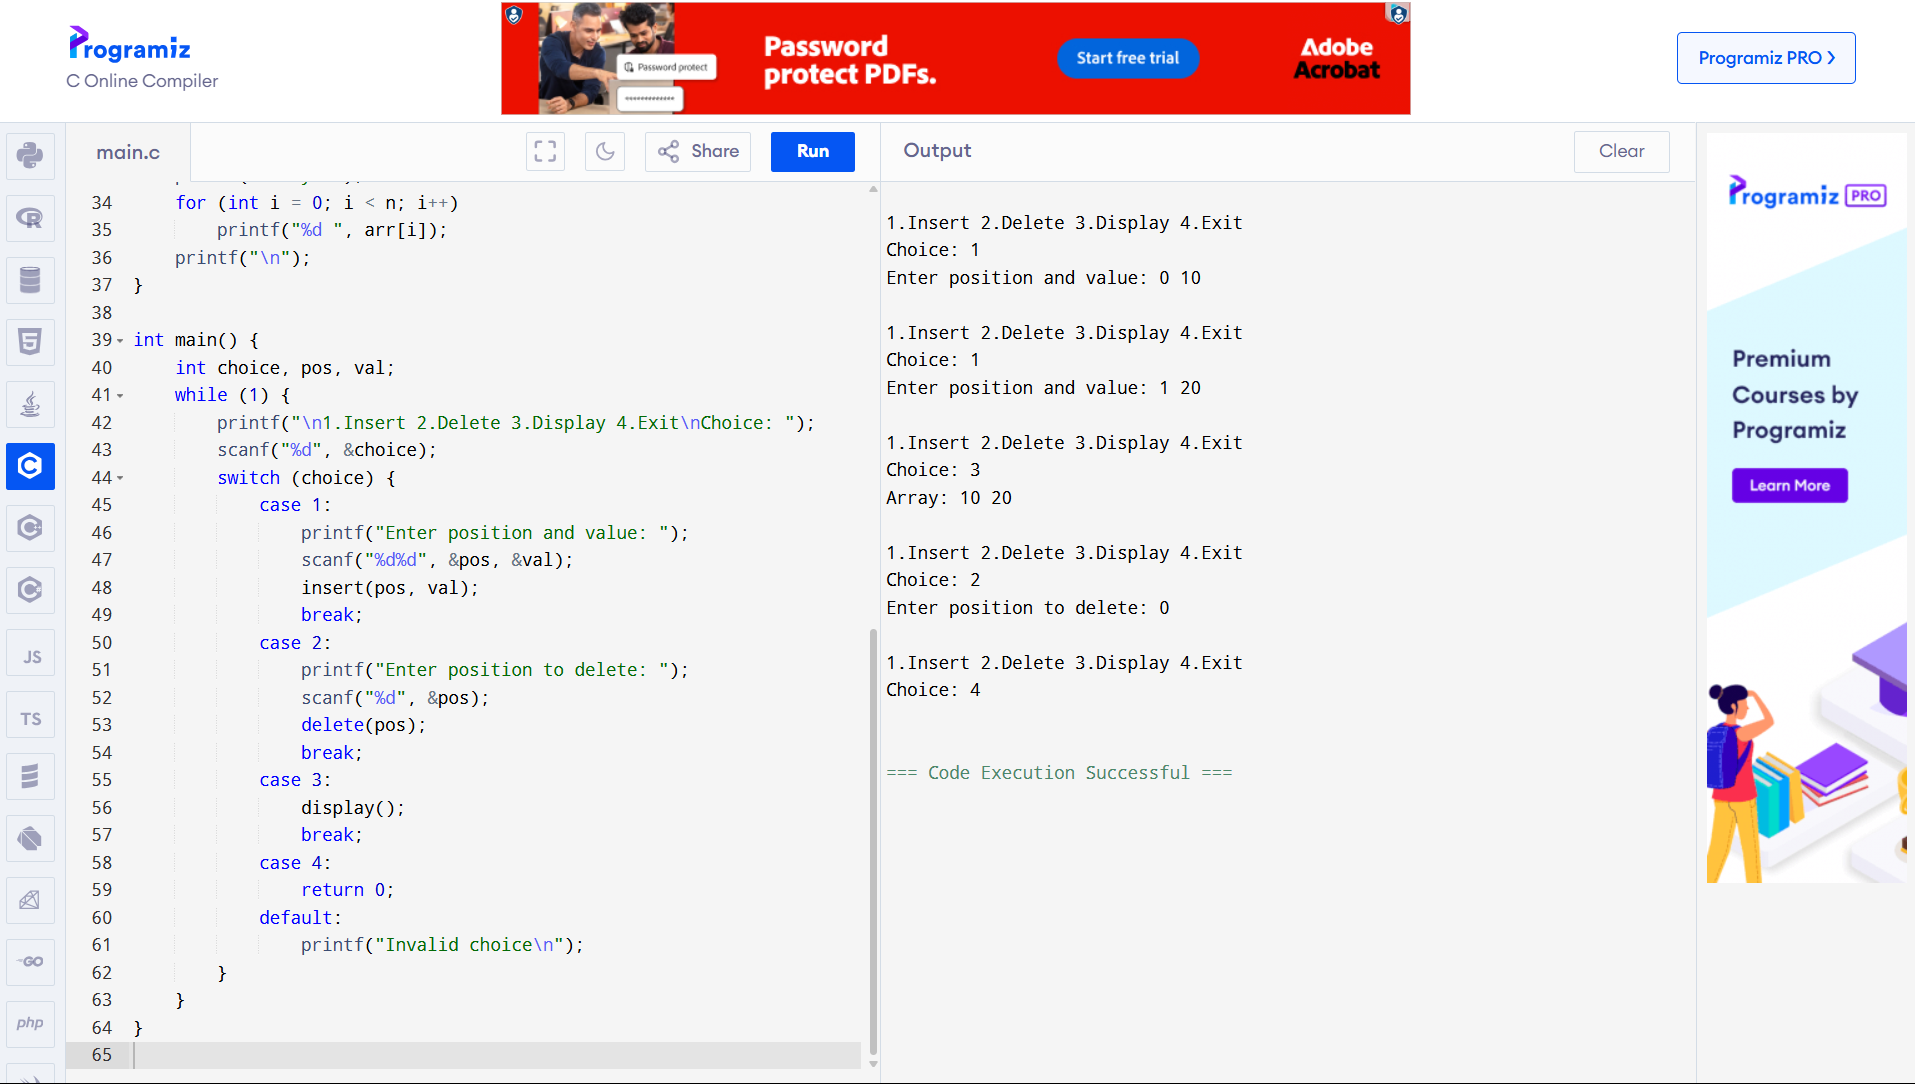 Programiz
C Online Compiler
Password protect
Password
protect PDFs.
Start free trial
Adobe
Acrobat
Programiz PRO
main.c
Share
Run
Output
Clear
34 for (int i = 0; i < n; i++)
35 printf("%d ", arr[i]);
36 printf("\n");
37 }
38
39 int main() {
40 int choice, pos, val;
41 while (1) {
42 printf("\n1.Insert 2.Delete 3.Display 4.Exit\nChoice: ");
43 scanf("%d", &choice);
44 switch (choice) {
45 case 1:
46 printf("Enter position and value: ");
47 scanf("%d%d", &pos, &val);
48 insert(pos, val);
49 break;
50 case 2:
51 printf("Enter position to delete: ");
52 scanf("%d", &pos);
53 delete(pos);
54 break;
55 case 3:
56 display();
57 break;
58 case 4:
59 return 0;
60 default:
61 printf("Invalid choice\n");
62 }
63 }
64 }
65
1.Insert 2.Delete 3.Display 4.Exit
Choice: 1
Enter position and value: 0 10
1.Insert 2.Delete 3.Display 4.Exit
Choice: 1
Enter position and value: 1 20
1.Insert 2.Delete 3.Display 4.Exit
Choice: 3
Array: 10 20
1.Insert 2.Delete 3.Display 4.Exit
Choice: 2
Enter position to delete: 0
1.Insert 2.Delete 3.Display 4.Exit
Choice: 4
=== Code Execution Successful ===
JS
TS
GO
php
Programiz PRO
Premium
Courses by
Programiz
Learn More